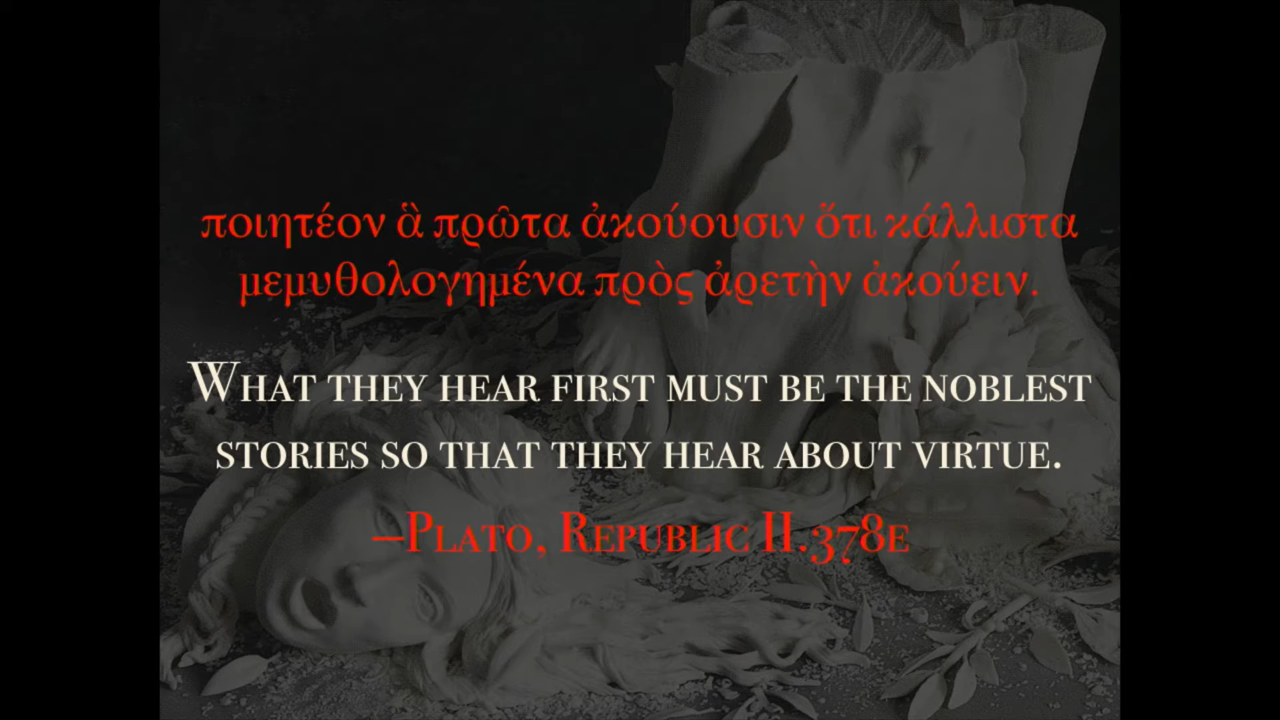 ποιητέον ἃ πρῶτα ἀκούουσιν ὅτι κάλλιστα
μεμυθολογημένα πρὸς ἀρετὴν ἀκούειν.
What they hear first must be the noblest
stories so that they hear about virtue.
–Plato, Republic II.378e